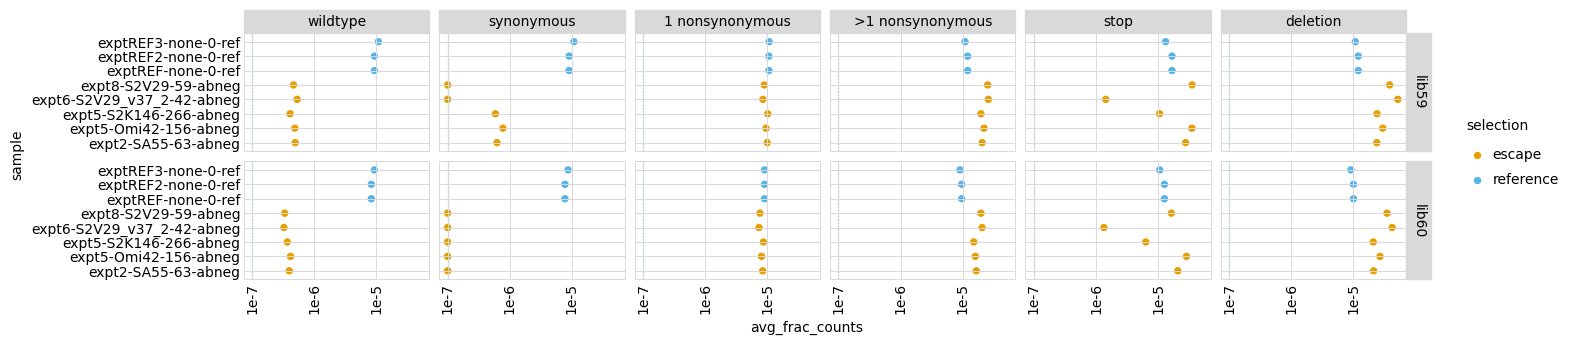 wildtype synonymous 1 nonsynonymous >1 nonsynonymous stop deletion
exptREF3-none-0-ref
exptREF2-none-0-ref
exptREF-none-0-ref
expt8-S2V29-59-abneg
expt6-S2V29_v37_2-42-abneg
expt5-S2K146-266-abneg
expt5-Omi42-156-abneg
expt2-SA55-63-abneg
lib59
exptREF3-none-0-ref
exptREF2-none-0-ref
exptREF-none-0-ref
expt8-S2V29-59-abneg
expt6-S2V29_v37_2-42-abneg
expt5-S2K146-266-abneg
expt5-Omi42-156-abneg
expt2-SA55-63-abneg
lib60
sample
1e-7 1e-6 1e-5 1e-7 1e-6 1e-5 1e-7 1e-6 1e-5 1e-7 1e-6 1e-5 1e-7 1e-6 1e-5 1e-7 1e-6 1e-5
avg_frac_counts
selection
escape
reference